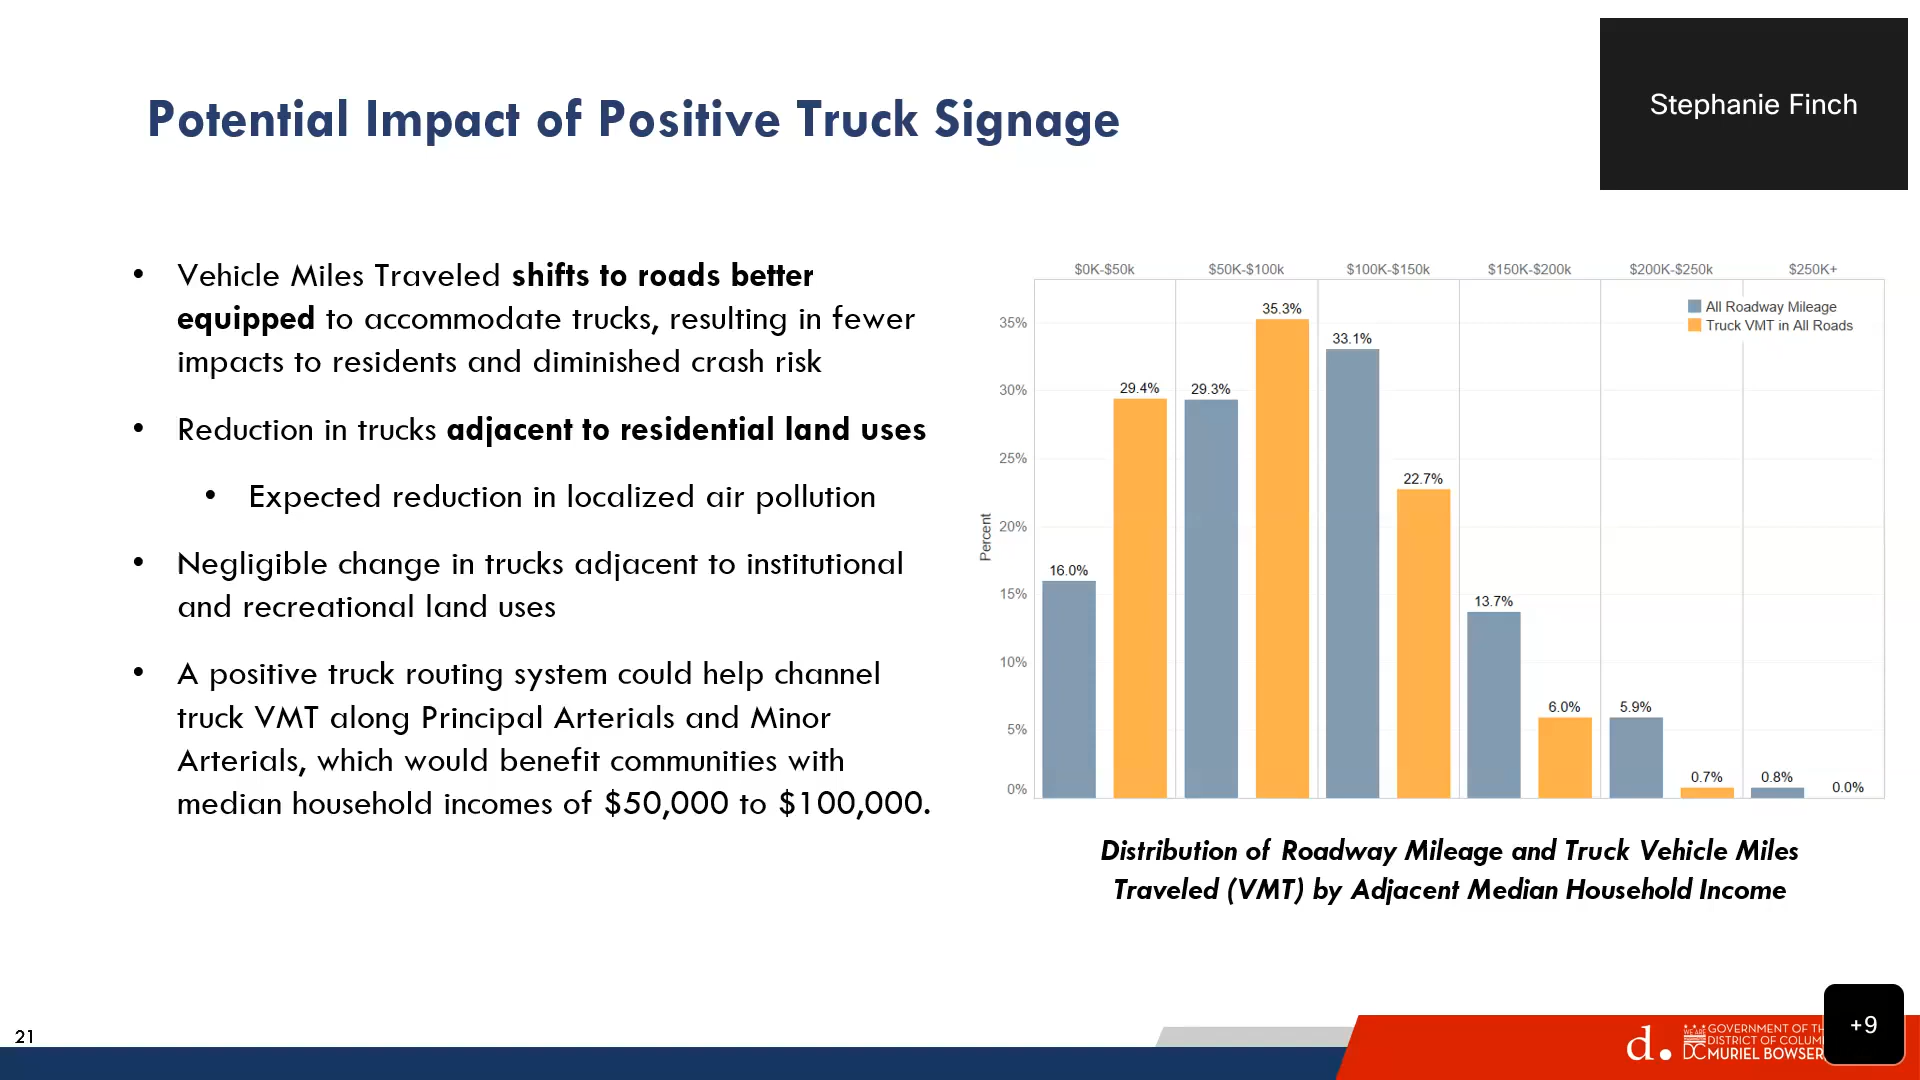 Stephanie Finch
Potential Impact of Positive Truck Signage
• Vehicle Miles Traveled shifts to roads better
equipped to accommodate trucks, resulting in fewer
impacts to residents and diminished crash risk
• Reduction in trucks adjacent to residential land uses
• Expected reduction in localized air pollution
• Negligible change in trucks adjacent to institutional
and recreational land uses
• A positive truck routing system could help channel
truck VMT along Principal Arterials and Minor
Arterials, which would benefit communities with
median household incomes of $50,000 to $100,000.
$0K-$50k $50K-$100k $100K-$150k $150K-$200k $200K-$250k $250K+
All Roadway Mileage
Truck VMT in All Roads
Percent
35%
30%
25%
20%
15%
10%
5%
0%
16.0% 29.4% 29.3% 35.3% 33.1% 22.7% 13.7% 6.0% 5.9% 0.7% 0.8% 0.0%
Distribution of Roadway Mileage and Truck Vehicle Miles
Traveled (VMT) by Adjacent Median Household Income
21
d.
WE ARE
DC
GOVERNMENT OF
DISTRICT OF
MURIEL BOWSER
+9